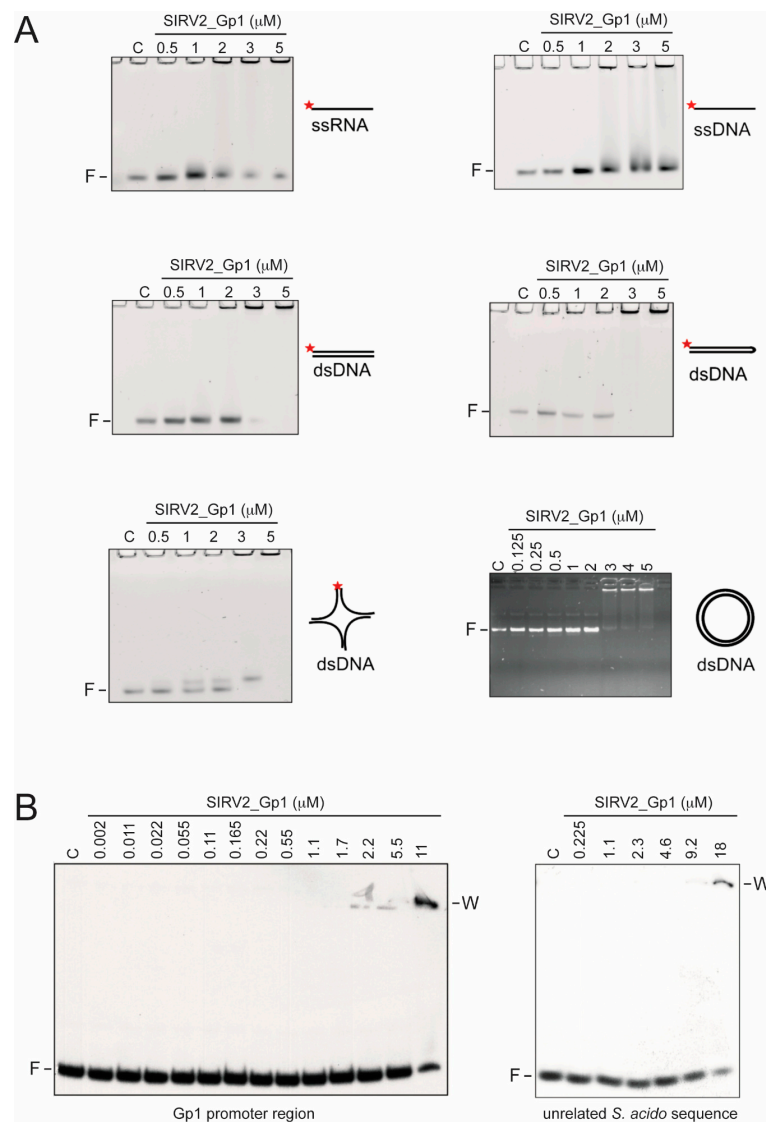 A
SIRV2_Gp1 (μM)
C 0.5 1 2 3 5
ssRNA
F
SIRV2_Gp1 (μM)
C 0.5 1 2 3 5
ssDNA
F
SIRV2_Gp1 (μM)
C 0.5 1 2 3 5
dsDNA
F
SIRV2_Gp1 (μM)
C 0.5 1 2 3 5
dsDNA
F
SIRV2_Gp1 (μM)
C 0.5 1 2 3 5
dsDNA
F
SIRV2_Gp1 (μM)
C 0.125 0.25 0.5 1 2 3 4 5
F
dsDNA
B
SIRV2_Gp1 (μM)
C 0.002 0.011 0.022 0.055 0.11 0.165 0.22 0.55 1.1 1.7 2.2 5.5 11
W
F
Gp1 promoter region
SIRV2_Gp1 (μM)
C 0.225 1.1 2.3 4.6 9.2 18
W
F
unrelated S. acido sequence